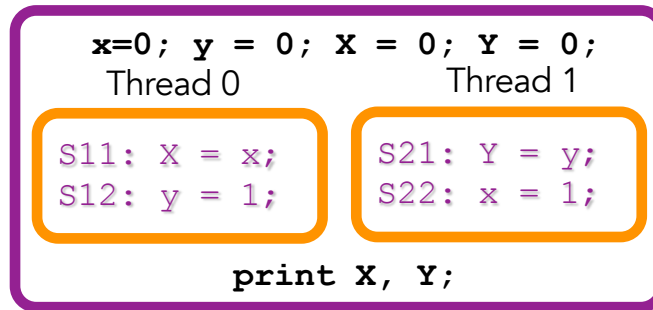 x=0; y = 0; X = 0; Y = 0;
Thread 0
Thread 1
S11: X = x;
S12: y = 1;
S21: Y = y;
S22: x = 1;
print X, Y;